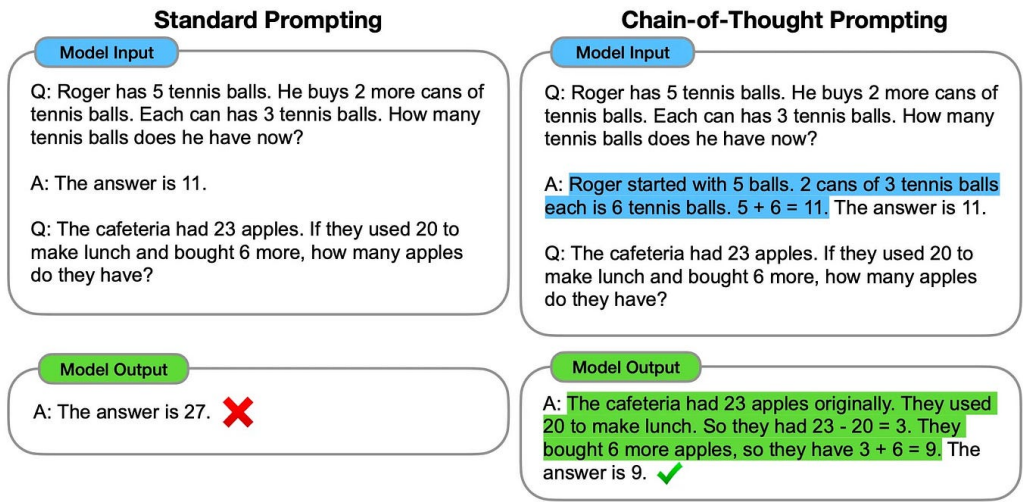 Standard Prompting
Model Input
Q: Roger has 5 tennis balls. He buys 2 more cans of
tennis balls. Each can has 3 tennis balls. How many
tennis balls does he have now?
A: The answer is 11.
Q: The cafeteria had 23 apples. If they used 20 to
make lunch and bought 6 more, how many apples
do they have?
Model Output
A: The answer is 27.
Chain-of-Thought Prompting
Model Input
Q: Roger has 5 tennis balls. He buys 2 more cans of
tennis balls. Each can has 3 tennis balls. How many
tennis balls does he have now?
A: Roger started with 5 balls. 2 cans of 3 tennis balls
each is 6 tennis balls. 5 + 6 = 11. The answer is 11.
Q: The cafeteria had 23 apples. If they used 20 to
make lunch and bought 6 more, how many apples
do they have?
Model Output
A: The cafeteria had 23 apples originally. They used
20 to make lunch. So they had 23 - 20 = 3. They
bought 6 more apples, so they have 3 + 6 = 9. The
answer is 9.